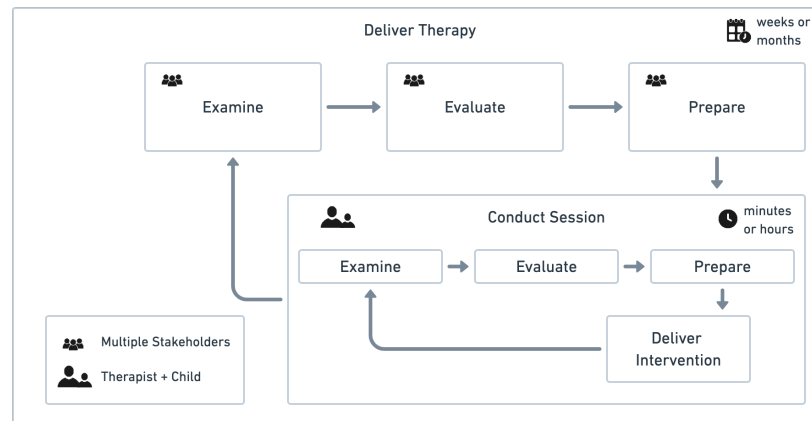 Deliver Therapy
weeks or
months
Examine
Evaluate
Prepare
Conduct Session
minutes
or hours
Examine
Evaluate
Prepare
Deliver
Intervention
Multiple Stakeholders
Therapist + Child